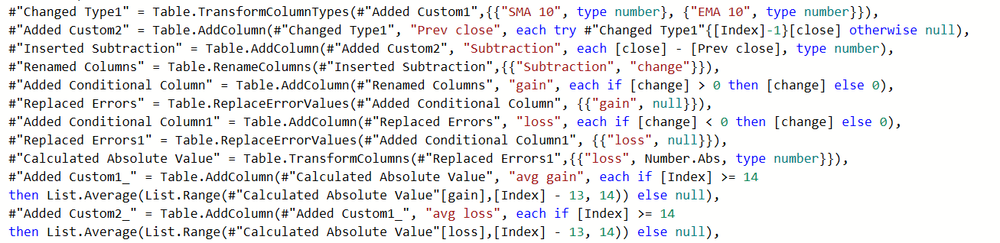 #"Changed Type1" = Table.TransformColumnTypes(#"Added Custom1",{{"SMA 10", type number}, {"EMA 10", type number}}),
#"Added Custom2" = Table.AddColumn(#"Changed Type1", "Prev close", each try #"Changed Type1"{[Index]-1}[close] otherwise null),
#"Inserted Subtraction" = Table.AddColumn(#"Added Custom2", "Subtraction", each [close] - [Prev close], type number),
#"Renamed Columns" = Table.RenameColumns(#"Inserted Subtraction",{{"Subtraction", "change"}}),
#"Added Conditional Column" = Table.AddColumn(#"Renamed Columns", "gain", each if [change] > 0 then [change] else 0),
#"Replaced Errors" = Table.ReplaceErrorValues(#"Added Conditional Column", {{"gain", null}}),
#"Added Conditional Column1" = Table.AddColumn(#"Replaced Errors", "loss", each if [change] < 0 then [change] else 0),
#"Replaced Errors1" = Table.ReplaceErrorValues(#"Added Conditional Column1", {{"loss", null}}),
#"Calculated Absolute Value" = Table.TransformColumns(#"Replaced Errors1",{{"loss", Number.Abs, type number}}),
#"Added Custom1_" = Table.AddColumn(#"Calculated Absolute Value", "avg gain", each if [Index] >= 14
then List.Average(List.Range(#"Calculated Absolute Value"[gain],[Index] - 13, 14)) else null),
#"Added Custom2_" = Table.AddColumn(#"Added Custom1_", "avg loss", each if [Index] >= 14
then List.Average(List.Range(#"Calculated Absolute Value"[loss],[Index] - 13, 14)) else null),